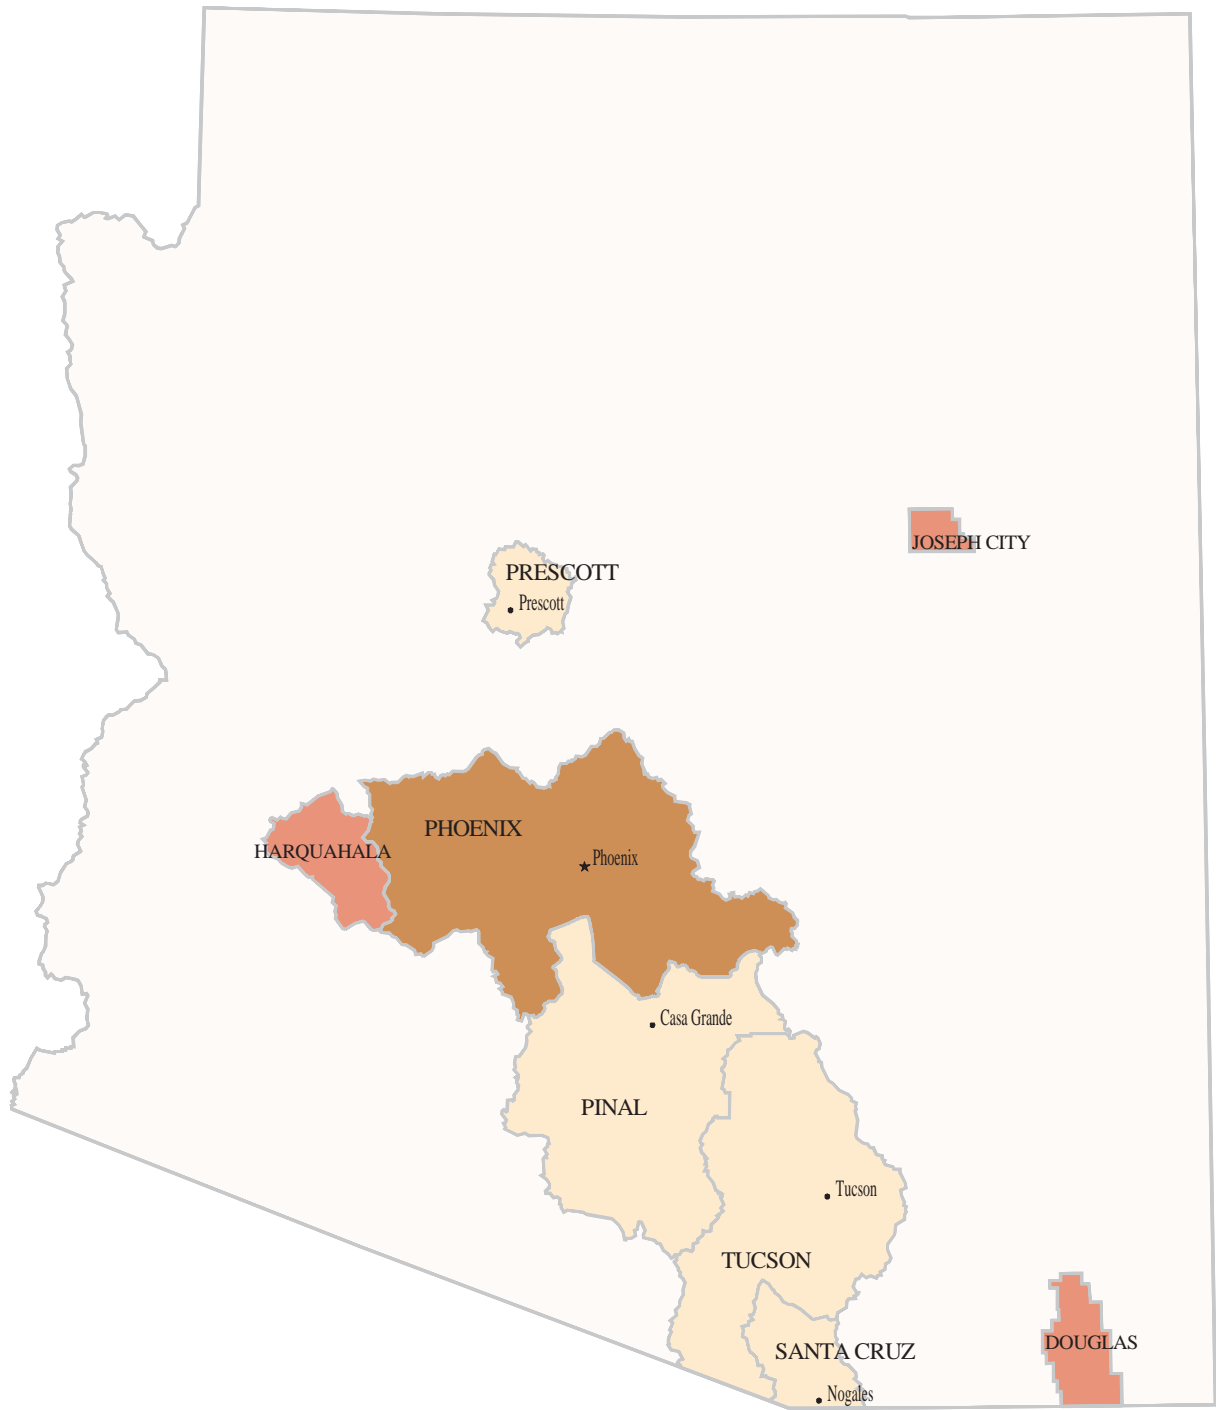 JOSEPH CITY
PRESCOTT
Prescott
PHOENIX
HARQUAHALA
Phoenix
Casa Grande
PINAL
Tucson
TUCSON
DOUGLAS
SANTA CRUZ
Nogales